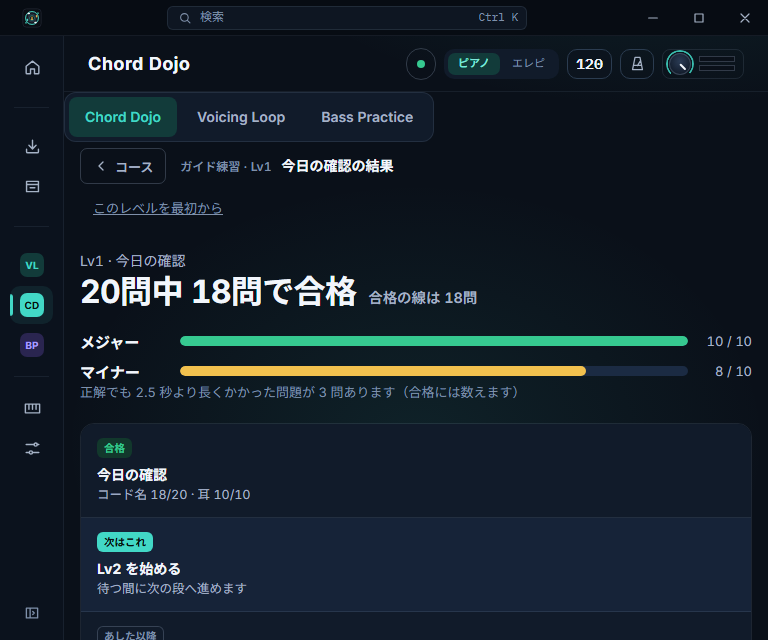 検索 Ctrl K
Chord Dojo
ピアノ エレピ 120
Chord Dojo Voicing Loop Bass Practice
コース ガイド練習 · Lv1 今日の確認の結果
このレベルを最初から
VL
CD
BP
Lv1 · 今日の確認
20問中 18問で合格 合格の線は 18問
メジャー 10 / 10
マイナー 8 / 10
正解でも 2.5 秒より長くかかった問題が 3 問あります（合格には数えます）
合格
今日の確認
コード名 18/20 · 耳 10/10
次はこれ
Lv2 を始める
待つ間に次の段へ進めます
あした以降